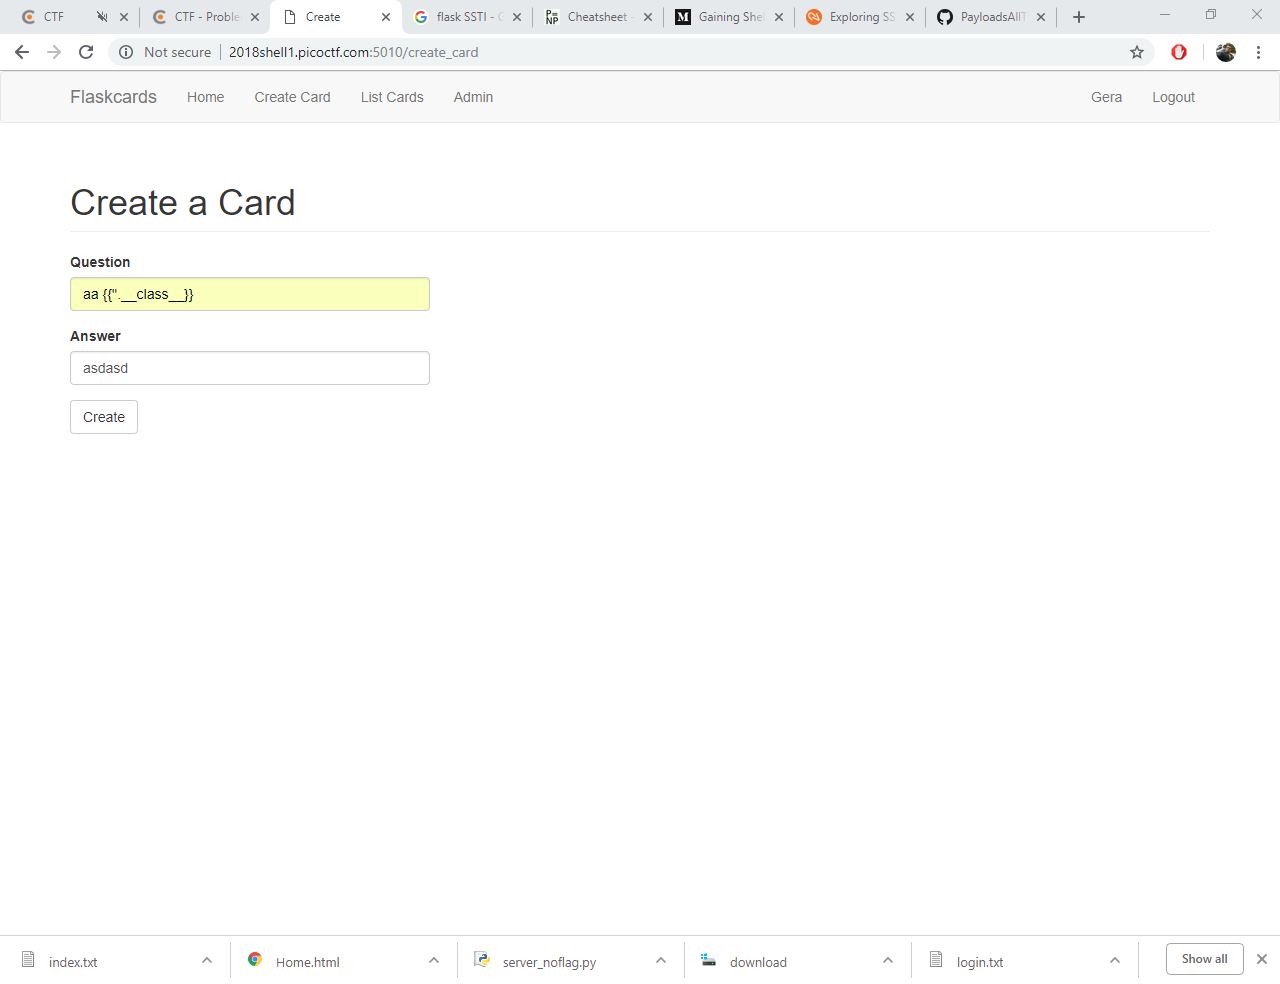 CTF
CTF - Proble
Create
flask SSTI - G
Cheatsheet -
Gaining She
Exploring SS
PayloadsAllT
Not secure
2018shell1.picoctf.com:5010/create_card
Flaskcards
Home
Create Card
List Cards
Admin
Gera
Logout
Create a Card
Question
aa {{''.__class__}}
Answer
asdasd
Create
index.txt
Home.html
server_noflag.py
download
login.txt
Show all